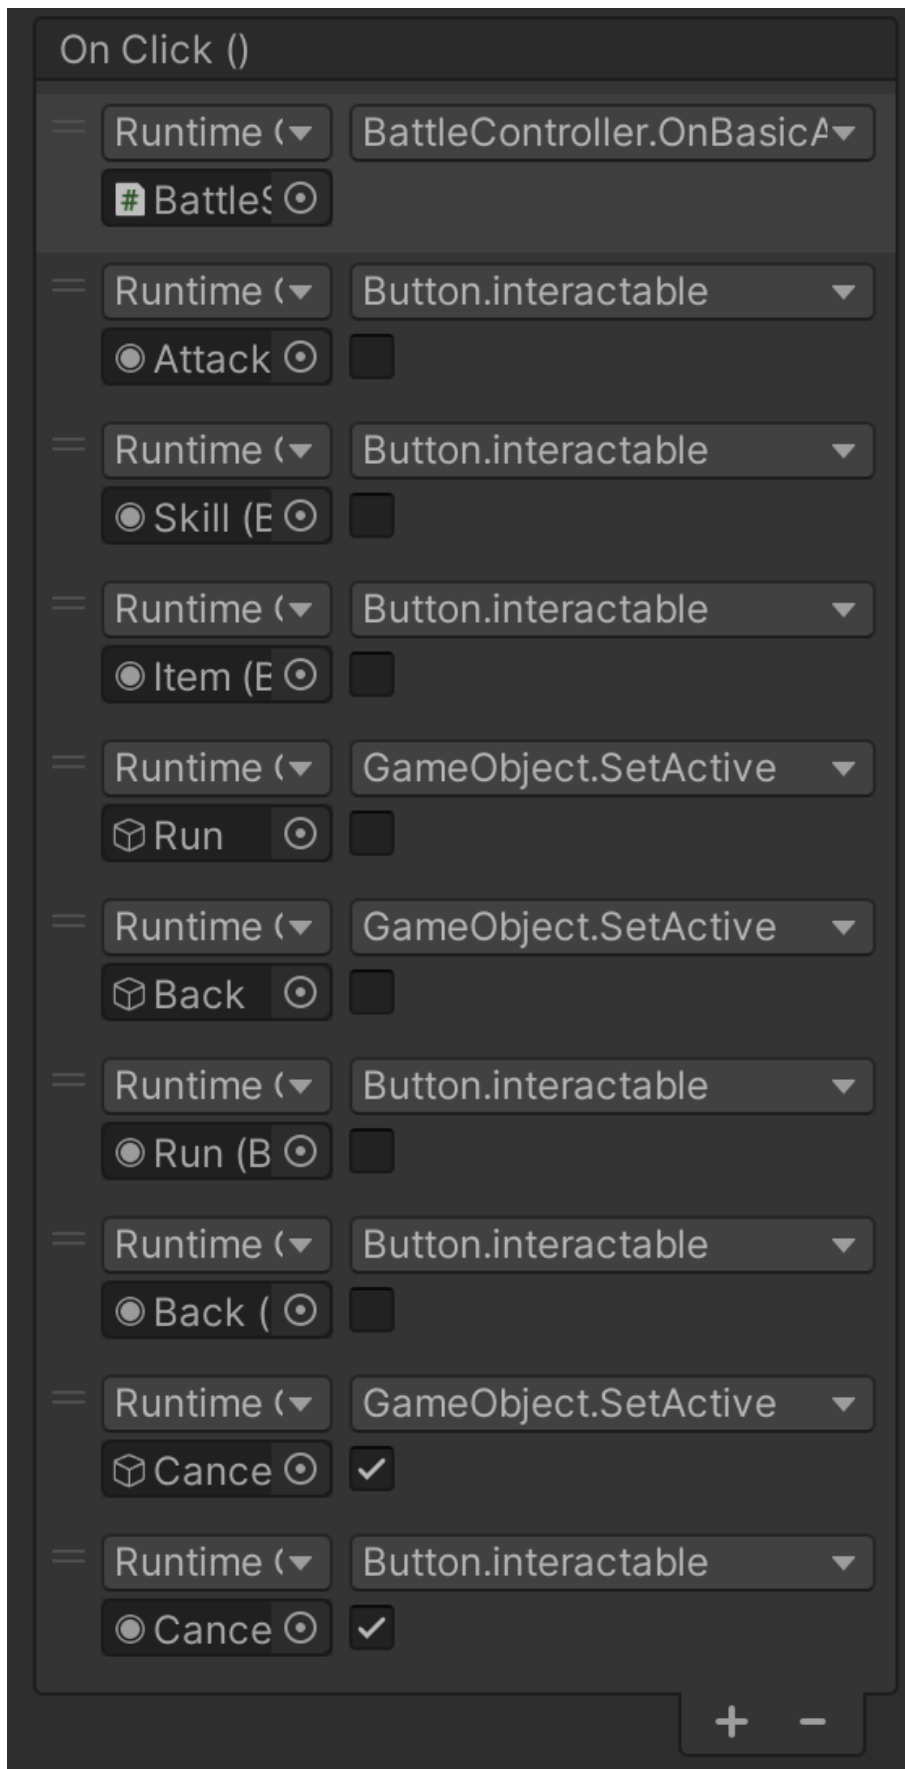 On Click ()
Runtime BattleController.OnBasicA
# BattleS
Runtime Button.interactable
Attack
Runtime Button.interactable
Skill (B
Runtime Button.interactable
Item (B
Runtime GameObject.SetActive
Run
Runtime GameObject.SetActive
Back
Runtime Button.interactable
Run (B
Runtime Button.interactable
Back (
Runtime GameObject.SetActive
Cance
Runtime Button.interactable
Cance